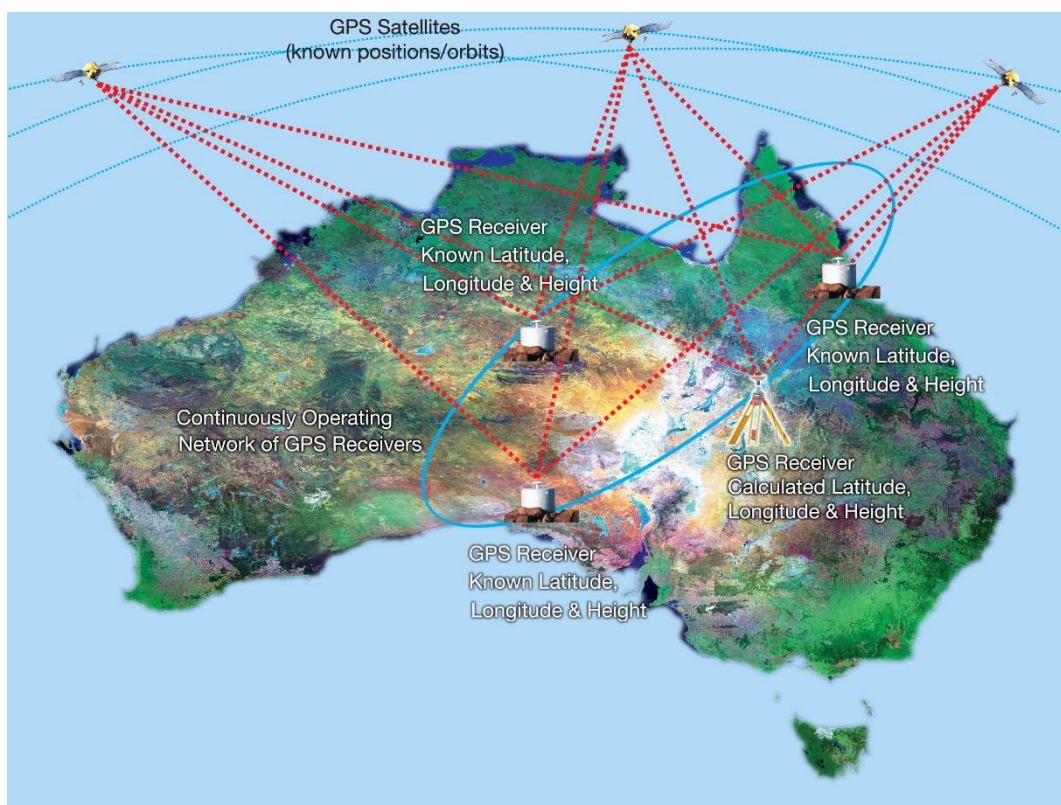 GPS Satellites
(known positions/orbits)
GPS Receiver
Known Latitude,
Longitude & Height
GPS Receiver
Known Latitude,
Longitude & Height
Continuously Operating
Network of GPS Receivers
GPS Receiver
Calculated Latitude,
Longitude & Height
GPS Receiver
Known Latitude,
Longitude & Height